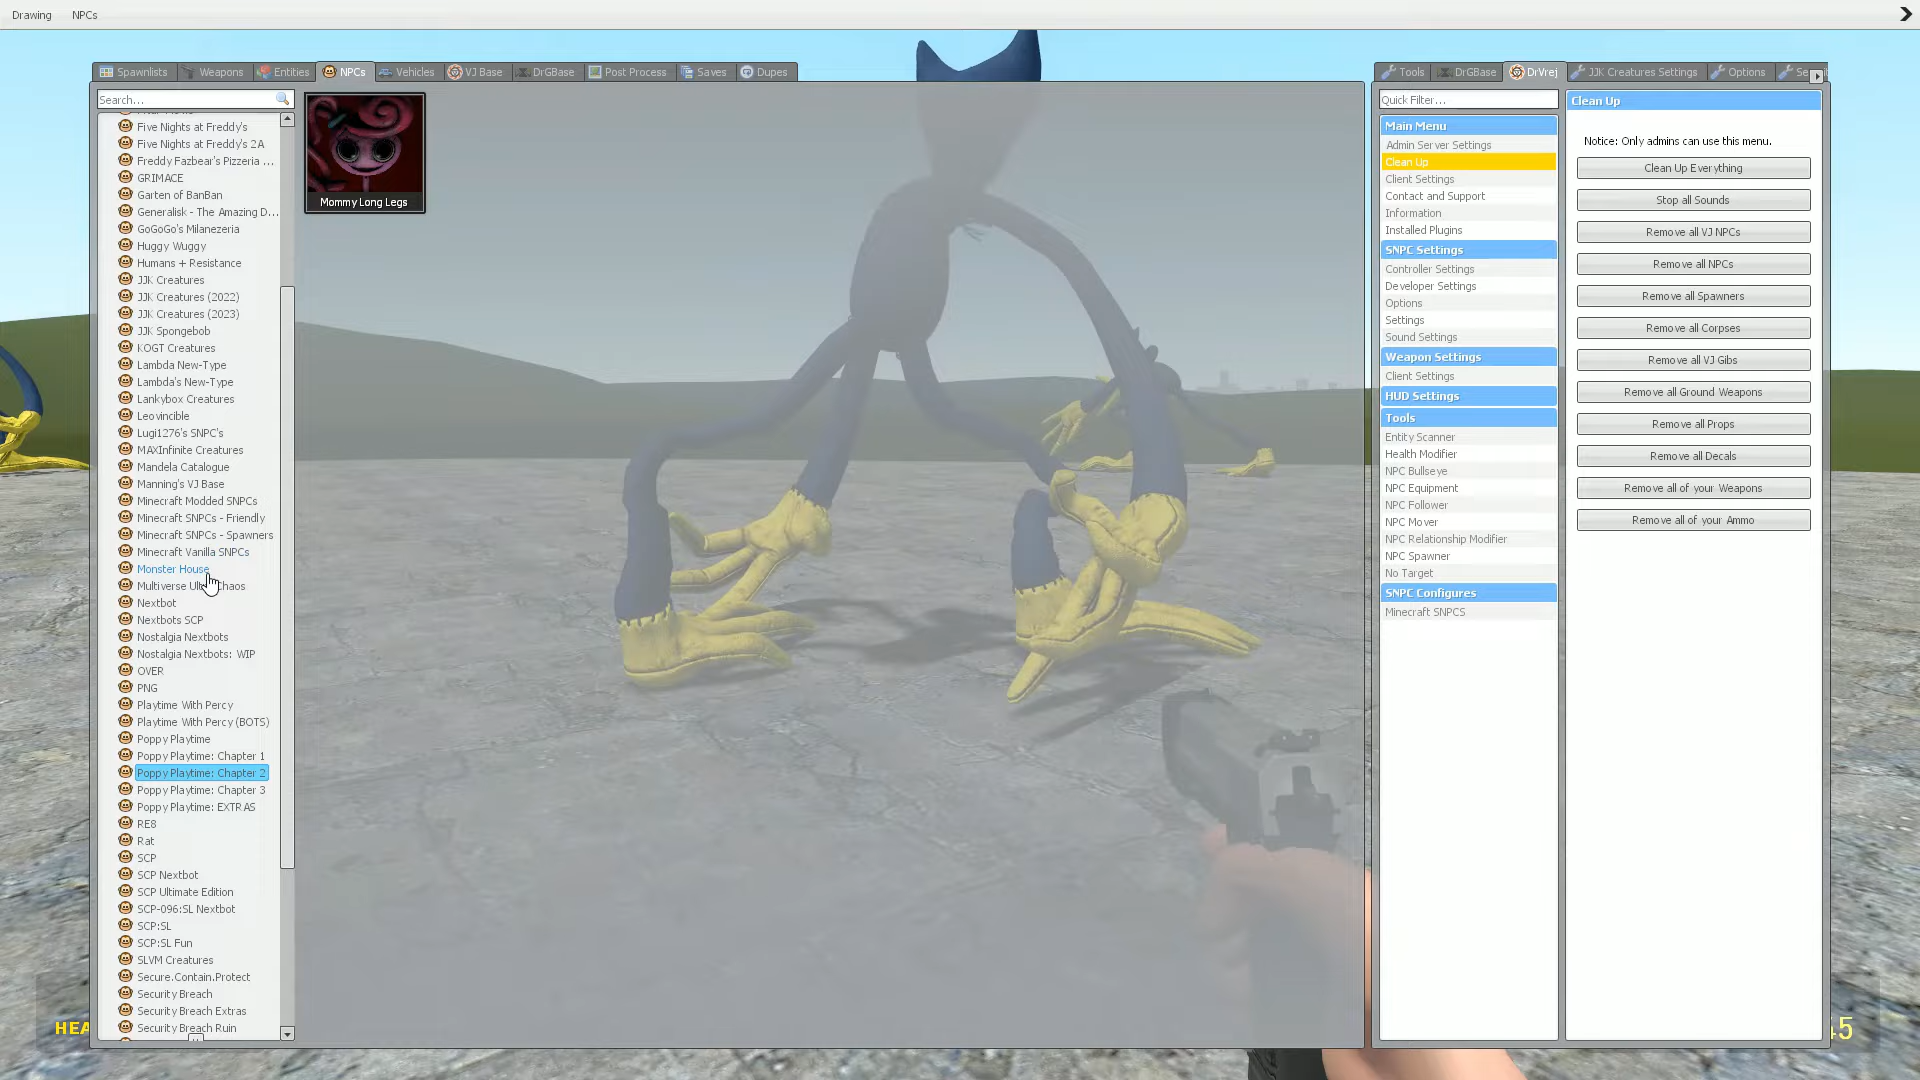 Drawing NPCs
Spawnlists Weapons Entities NPCs Vehicles VJ Base DrGBase Post Process Saves Dupes
Search...
Five Nights at Freddy's
Five Nights at Freddy's 2A
Freddy Fazbear's Pizzeria ...
GRIMACE
Garten of BanBan
Generalisk - The Amazing D...
GoGoGo's Milanezeria
Huggy Wuggy
Humans + Resistance
JJK Creatures
JJK Creatures (2022)
JJK Creatures (2023)
JJK Spongebob
KOGT Creatures
Lambda New-Type
Lambda's New-Type
Lankybox Creatures
Leovincible
Lugi1276's SNPC's
MAXInfinite Creatures
Mandela Catalogue
Manning's VJ Base
Minecraft Modded SNPCs
Minecraft SNPCs - Friendly
Minecraft SNPCs - Spawners
Minecraft Vanilla SNPCs
Monster House
Multiverse
Nextbot
Nextbots SCP
Nostalgia Nextbots
Nostalgia Nextbots: WIP
OVER
PNG
Playtime With Percy
Playtime With Percy (BOTS)
Poppy Playtime
Poppy Playtime: Chapter 1
Poppy Playtime: Chapter 2
Poppy Playtime: Chapter 3
Poppy Playtime: EXTRAS
RE8
Rat
SCP
SCP Nextbot
SCP Ultimate Edition
SCP-096:SL Nextbot
SCP:SL
SCP:SL Fun
SLVM Creatures
Secure.Contain.Protect
Security Breach
Security Breach Extras
Security Breach Ruin
Mommy Long Legs
Tools DrGBase DrVrej JJK Creatures Settings Options
Quick Filter...
Main Menu
Admin Server Settings
Clean Up
Client Settings
Contact and Support
Information
Installed Plugins
SNPC Settings
Controller Settings
Developer Settings
Options
Settings
Sound Settings
Weapon Settings
Client Settings
HUD Settings
Tools
Entity Scanner
Health Modifier
NPC Bullseye
NPC Equipment
NPC Follower
NPC Mover
NPC Relationship Modifier
NPC Spawner
No Target
SNPC Configures
Minecraft SNPCS
Clean Up
Notice: Only admins can use this menu.
Clean Up Everything
Stop all Sounds
Remove all VJ NPCs
Remove all NPCs
Remove all Spawners
Remove all Corpses
Remove all VJ Gibs
Remove all Ground Weapons
Remove all Props
Remove all Decals
Remove all of your Weapons
Remove all of your Ammo
HEA
45